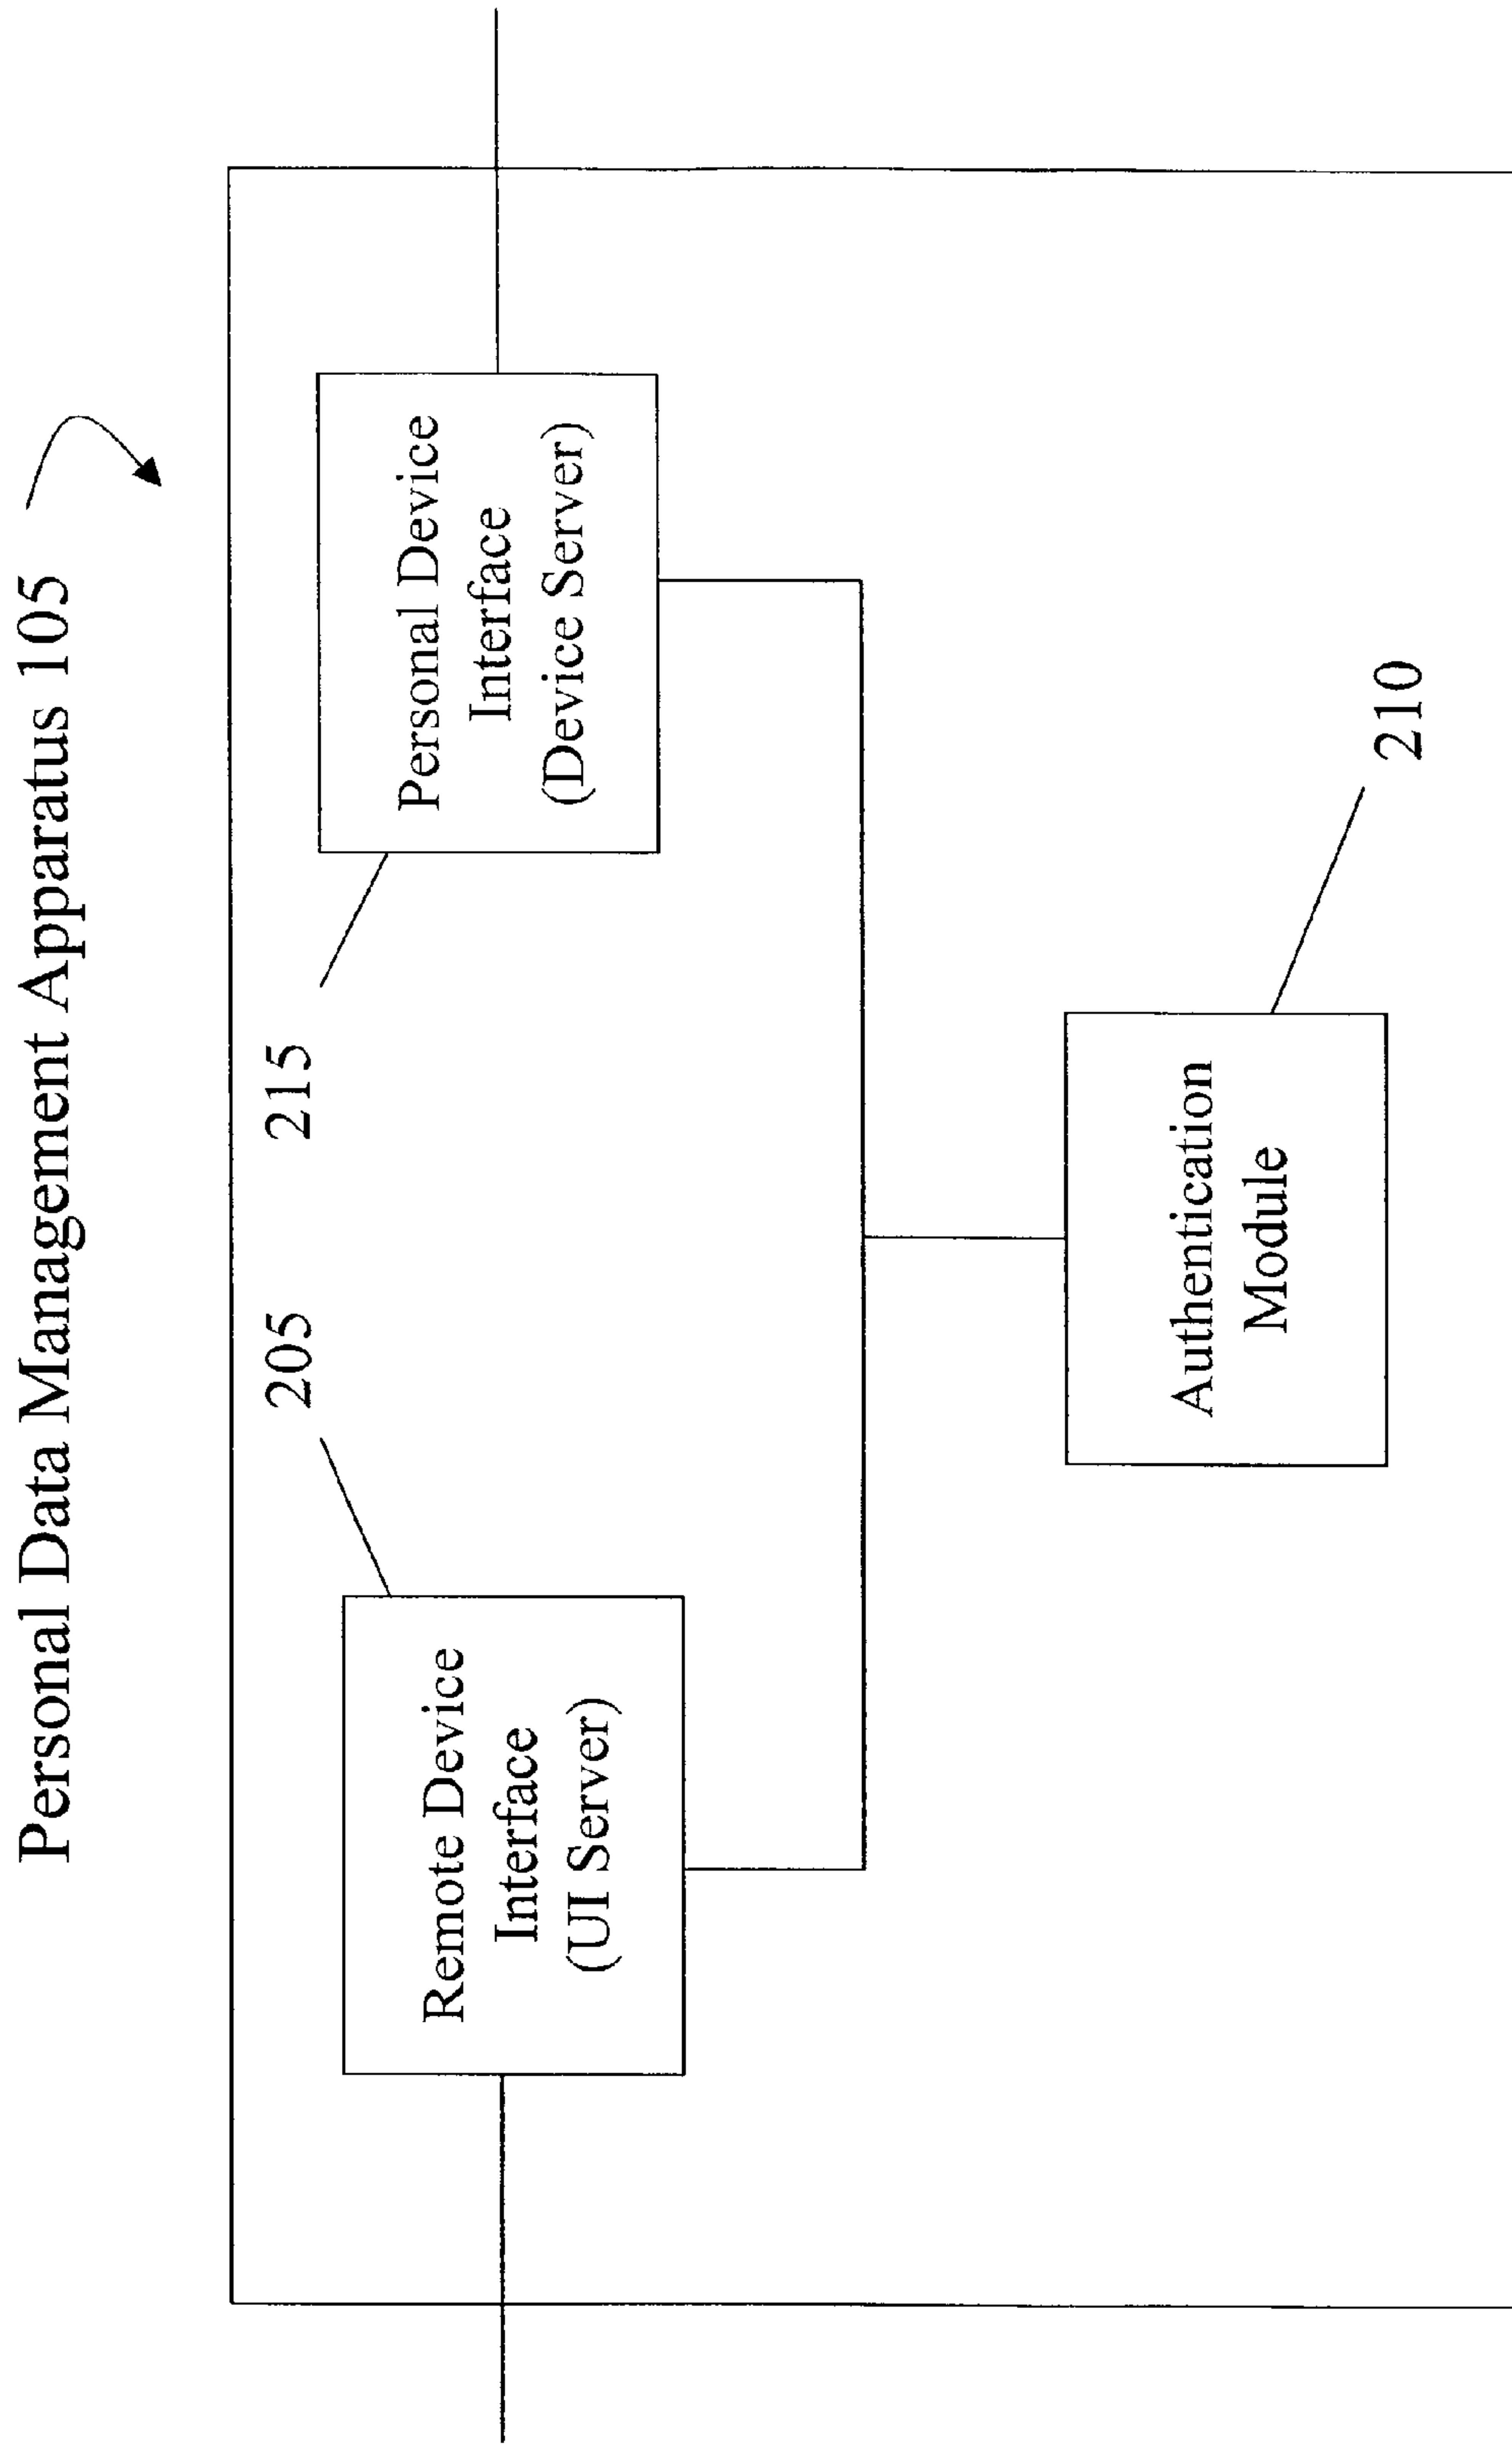 Personal Data Management Apparatus 105
205
215
Remote Device
Interface
(UI Server)
Personal Device
Interface
(Device Server)
Authentication
Module
210